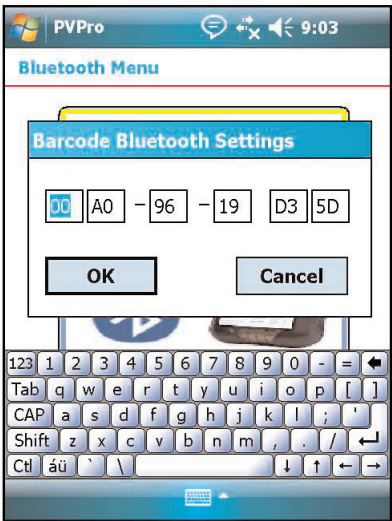 PVPro 9:03
Bluetooth Menu
Barcode Bluetooth Settings
00 A0 - 96 - 19 D3 5D
OK Cancel
123 1 2 3 4 5 6 7 8 9 0 - =
Tab q w e r t y u i o p [ ]
CAP a s d f g h j k l ; '
Shift z x c v b n m , . /
Ctl áü ` \